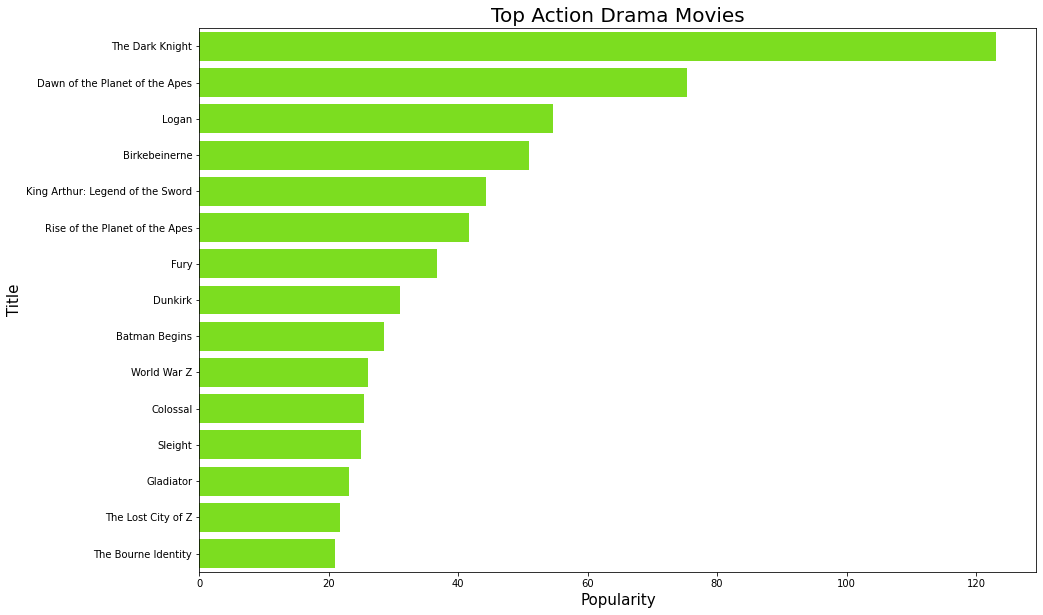 Top Action Drama Movies
Title
The Dark Knight
Dawn of the Planet of the Apes
Logan
Birkebeinerne
King Arthur: Legend of the Sword
Rise of the Planet of the Apes
Fury
Dunkirk
Batman Begins
World War Z
Colossal
Sleight
Gladiator
The Lost City of Z
The Bourne Identity
0 20 40 60 80 100 120
Popularity